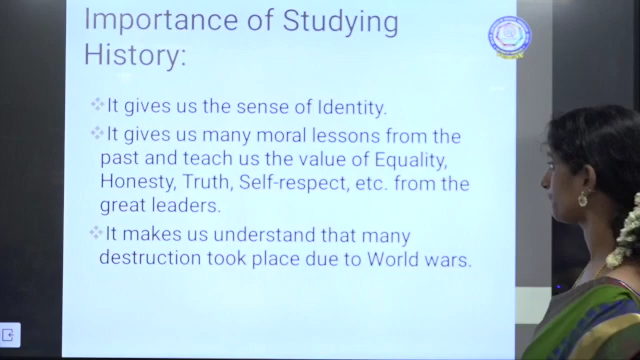 Importance of Studying
History:
It gives us the sense of Identity.
It gives us many moral lessons from the
past and teach us the value of Equality,
Honesty, Truth, Self-respect, etc. from the
great leaders.
It makes us understand that many
destruction took place due to World wars.